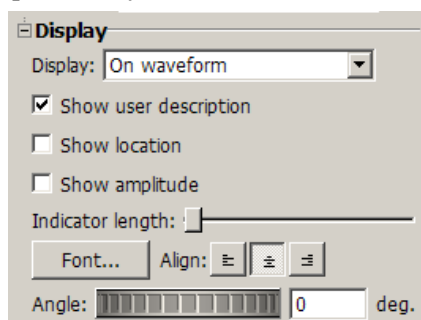 Display
Display: On waveform
Show user description
Show location
Show amplitude
Indicator length:
Font... Align:
Angle: 0 deg.